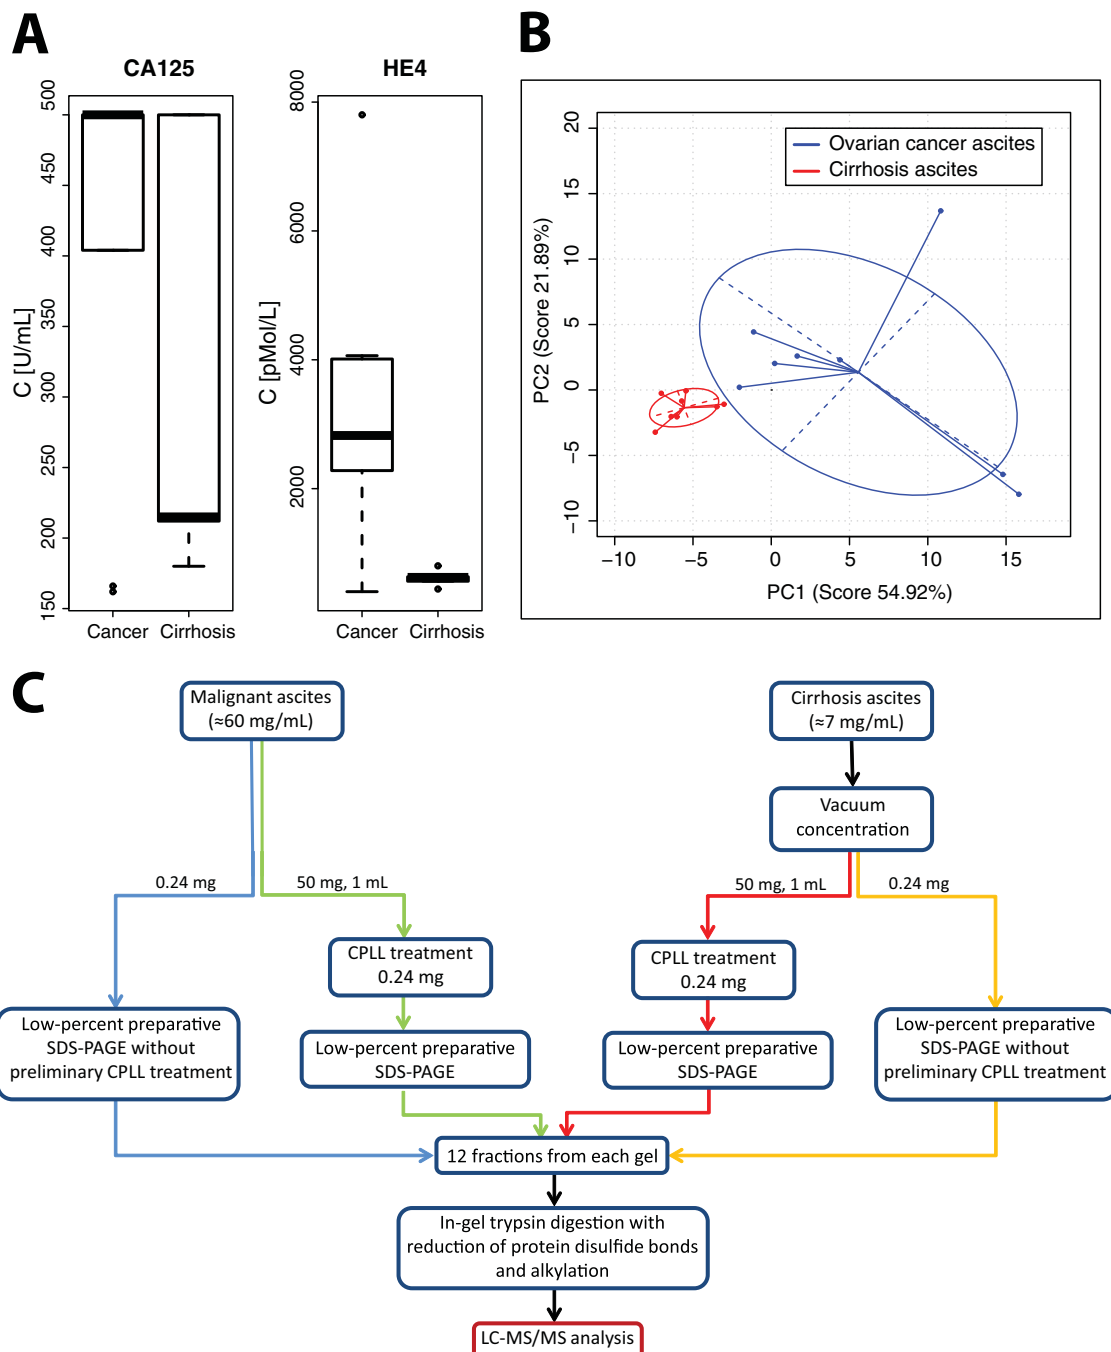 A
CA125
C [U/mL]
500
450
400
350
300
250
200
150
Cancer
Cirrhosis
HE4
C [pMol/L]
8000
6000
4000
2000
Cancer
Cirrhosis
B
Ovarian cancer ascites
Cirrhosis ascites
PC2 (Score 21.89%)
20
15
10
5
0
−5
−10
−10
−5
0
5
10
15
PC1 (Score 54.92%)
C
Malignant ascites
(≈60 mg/mL)
Cirrhosis ascites
(≈7 mg/mL)
Vacuum
concentration
0.24 mg
50 mg, 1 mL
50 mg, 1 mL
0.24 mg
CPLL treatment
0.24 mg
CPLL treatment
0.24 mg
Low-percent preparative
SDS-PAGE without
preliminary CPLL treatment
Low-percent preparative
SDS-PAGE
Low-percent preparative
SDS-PAGE
Low-percent preparative
SDS-PAGE without
preliminary CPLL treatment
12 fractions from each gel
In-gel trypsin digestion with
reduction of protein disulfide bonds
and alkylation
LC-MS/MS analysis